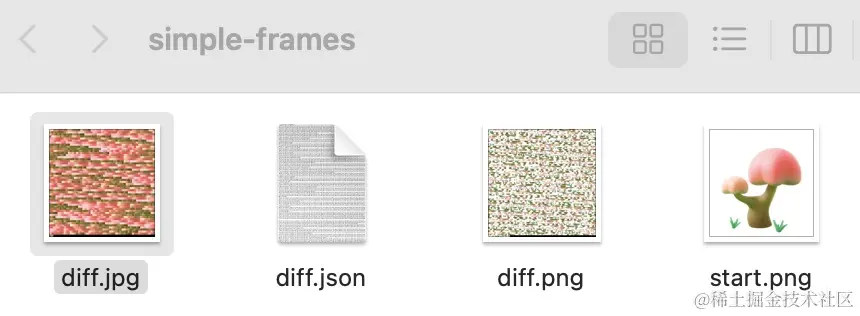 simple-frames
diff.jpg
diff.json
diff.png
start.png
@稀土掘金技术社区